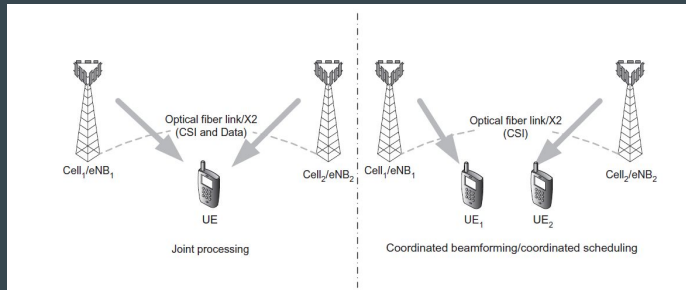 Optical fiber link/X2
(CSI and Data)
Cell₁/eNB₁
Cell₂/eNB₂
UE
Joint processing
Optical fiber link/X2
(CSI)
Cell₁/eNB₁
Cell₂/eNB₂
UE₁
UE₂
Coordinated beamforming/coordinated scheduling